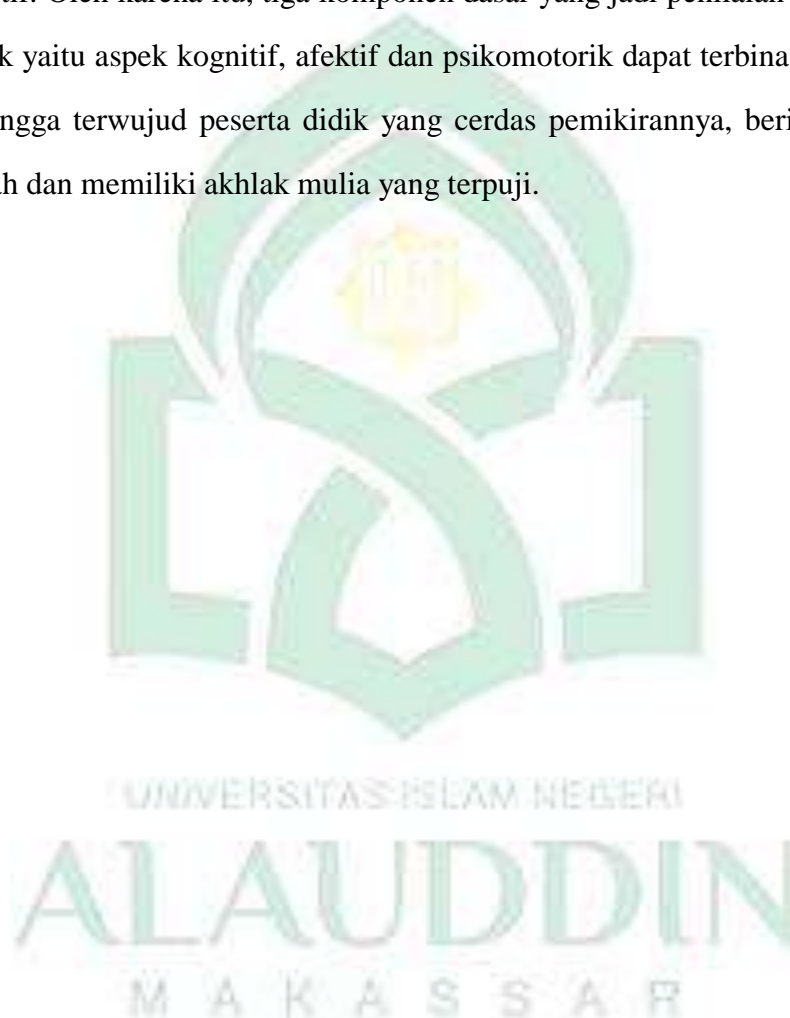 tif. Oleh karena itu, tiga komponen dasar yang jadi penilaian
k yaitu aspek kognitif, afektif dan psikomotorik dapat terbina
ngga terwujud peserta didik yang cerdas pemikirannya, beri
ah dan memiliki akhlak mulia yang terpuji.
UNIVERSITAS ISLAM NEGERI
ALAUDDIN
MAKASSAR